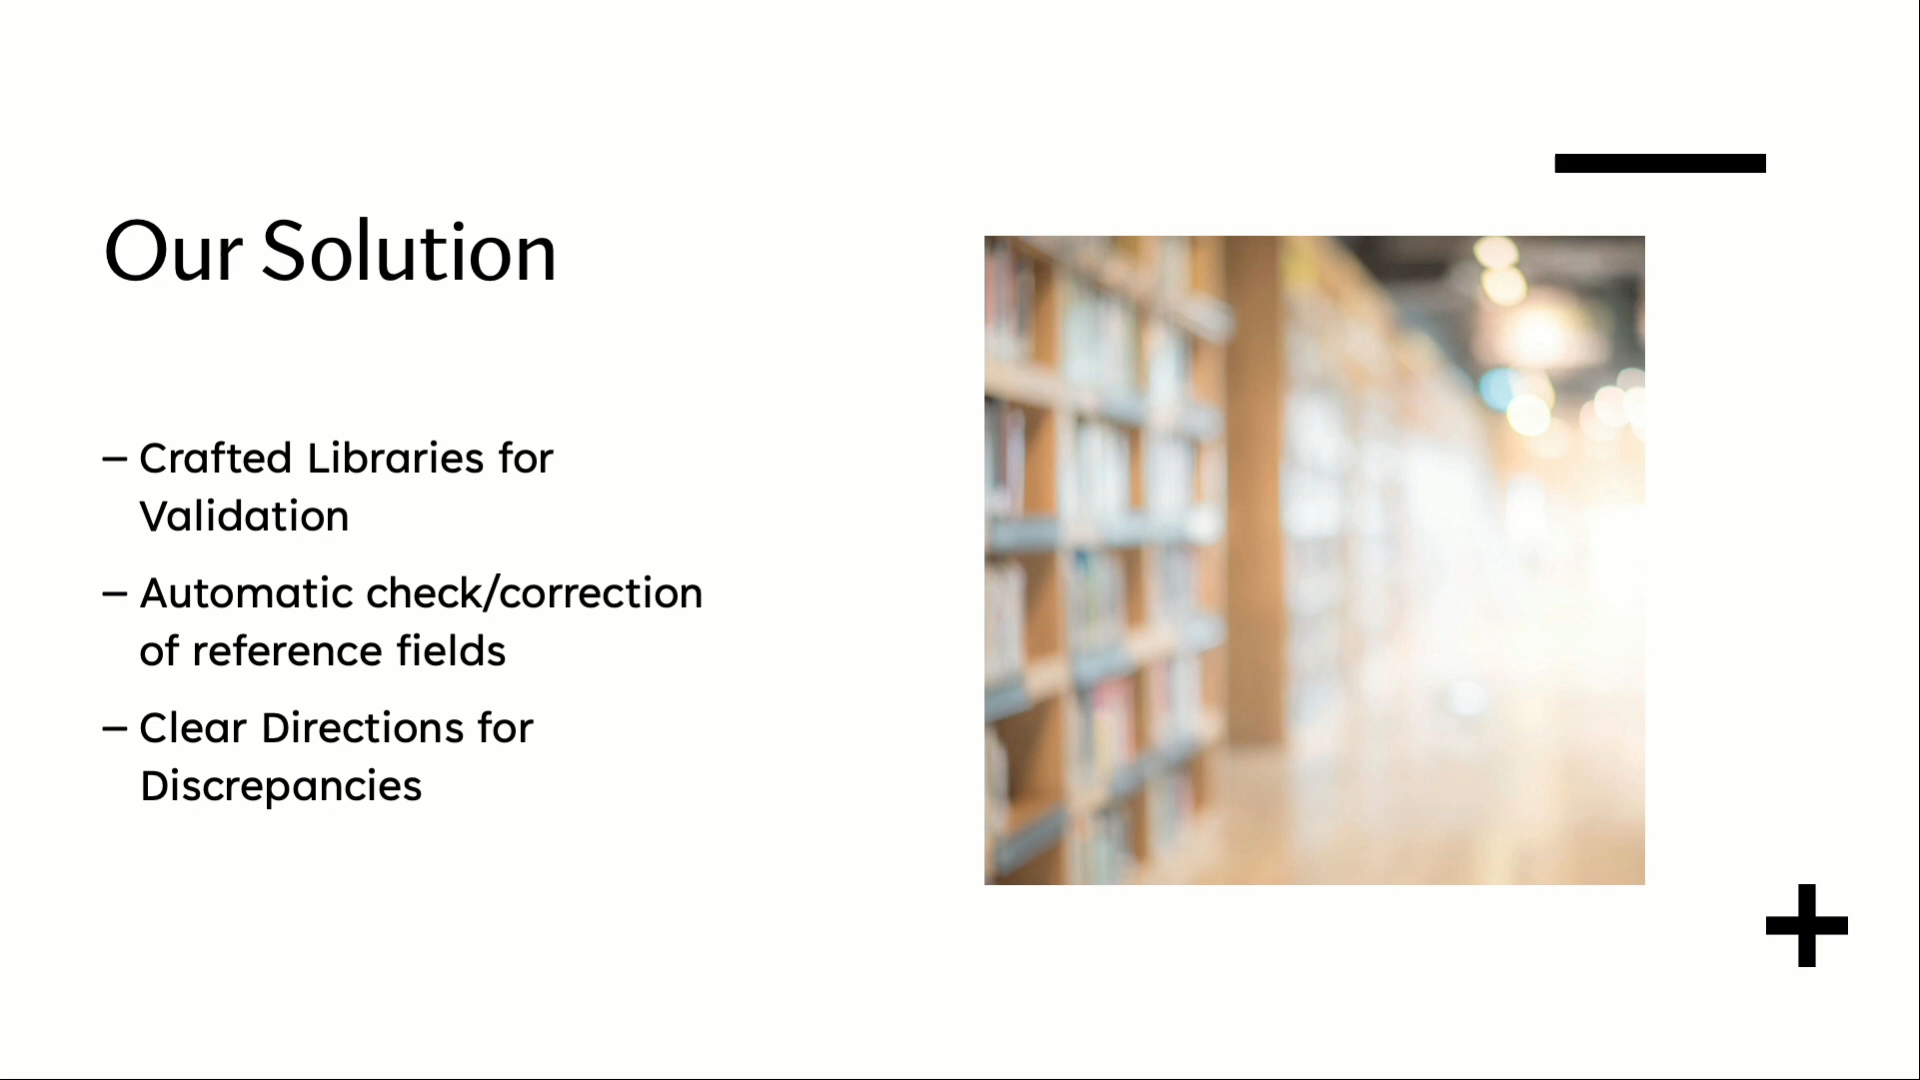 Our Solution
– Crafted Libraries for
Validation
– Automatic check/correction
of reference fields
– Clear Directions for
Discrepancies